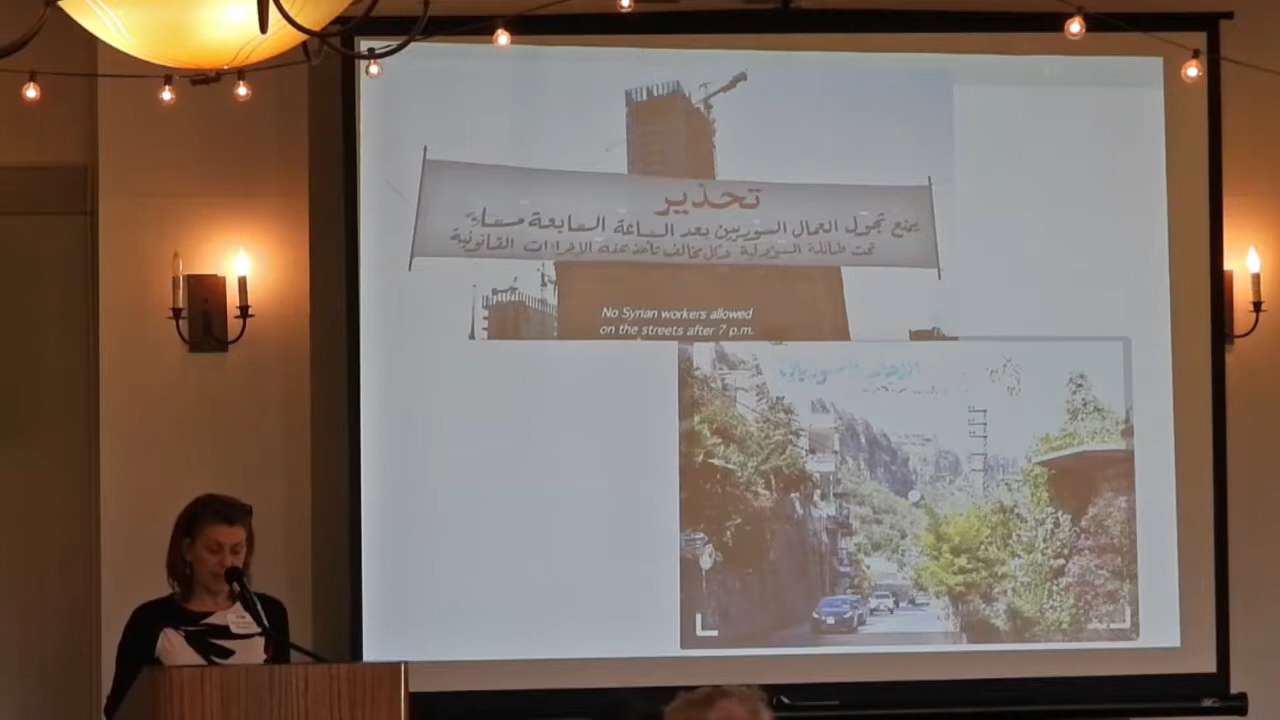 تحذير
يمنع تجول العمال السوريين بعد الساعة السابعة مساءً
تحت طائلة المسؤولية وكل مخالف تأخذ عنه الإجراءات القانونية
No Syrian workers allowed
on the streets after 7 p.m.